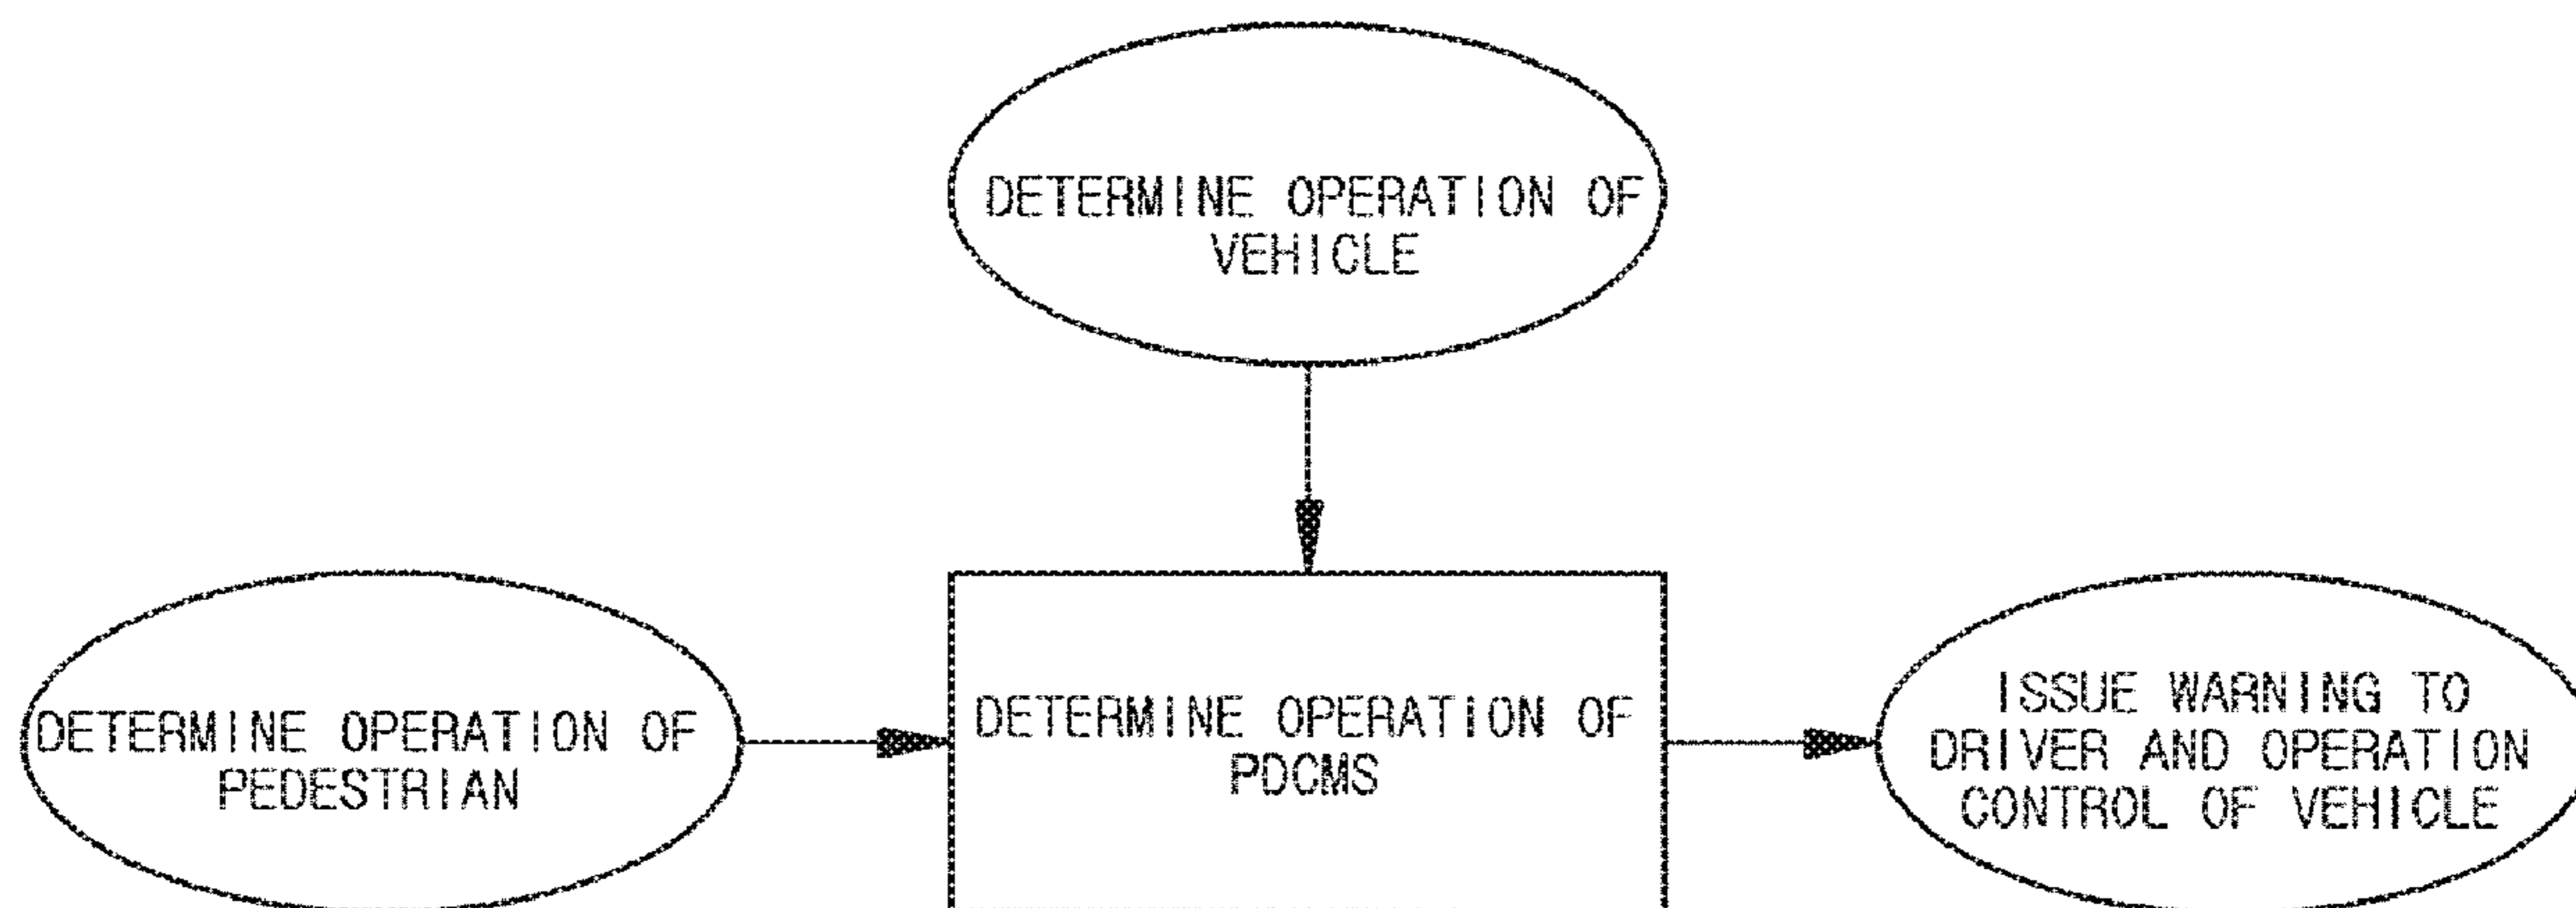 DETERMINE OPERATION OF
VEHICLE
DETERMINE OPERATION OF
PEDESTRIAN
DETERMINE OPERATION OF
PDCMS
ISSUE WARNING TO
DRIVER AND OPERATION
CONTROL OF VEHICLE